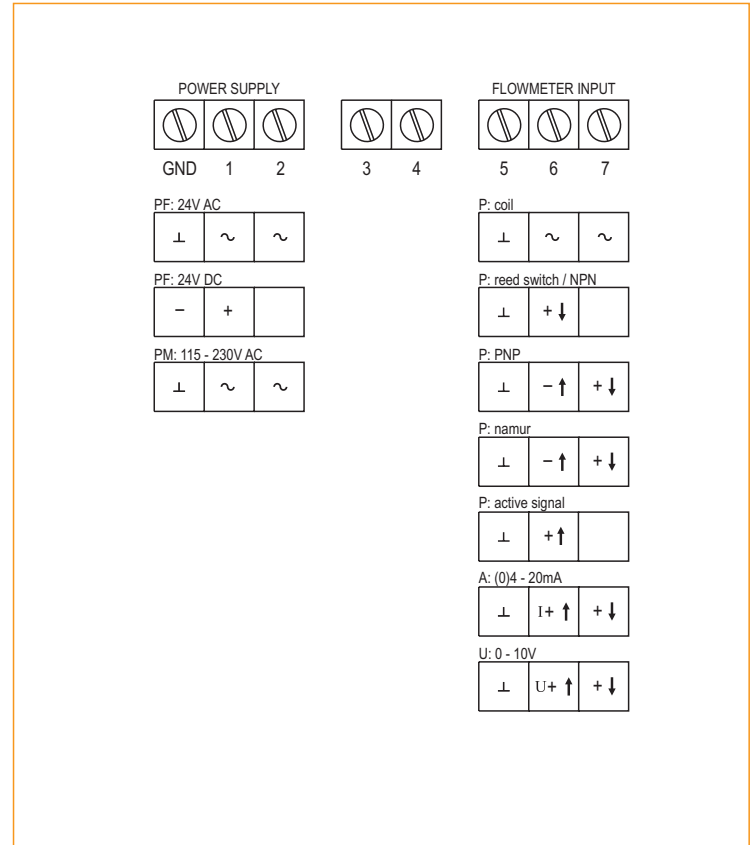 POWER SUPPLY
FLOWMETER INPUT
GND 1 2 3 4 5 6 7
PF: 24V AC
⊥ ~ ~
PF: 24V DC
− +
PM: 115 - 230V AC
⊥ ~ ~
P: coil
⊥ ~ ~
P: reed switch / NPN
⊥ +⬇
P: PNP
⊥ −⬆ +⬇
P: namur
⊥ −⬆ +⬇
P: active signal
⊥ +⬆
A: (0)4 - 20mA
⊥ I+ ⬆ +⬇
U: 0 - 10V
⊥ U+ ⬆ +⬇